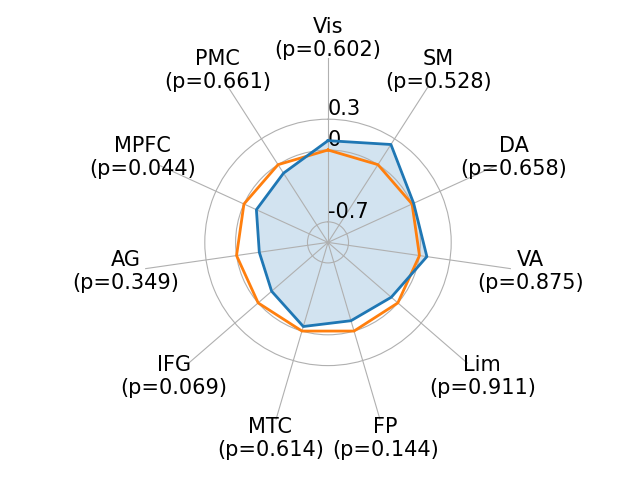 Vis
(p=0.602)
PMC
(p=0.661)
SM
(p=0.528)
0.3
0
-0.7
MPFC
(p=0.044)
DA
(p=0.658)
AG
(p=0.349)
VA
(p=0.875)
IFG
(p=0.069)
Lim
(p=0.911)
MTC
(p=0.614)
FP
(p=0.144)